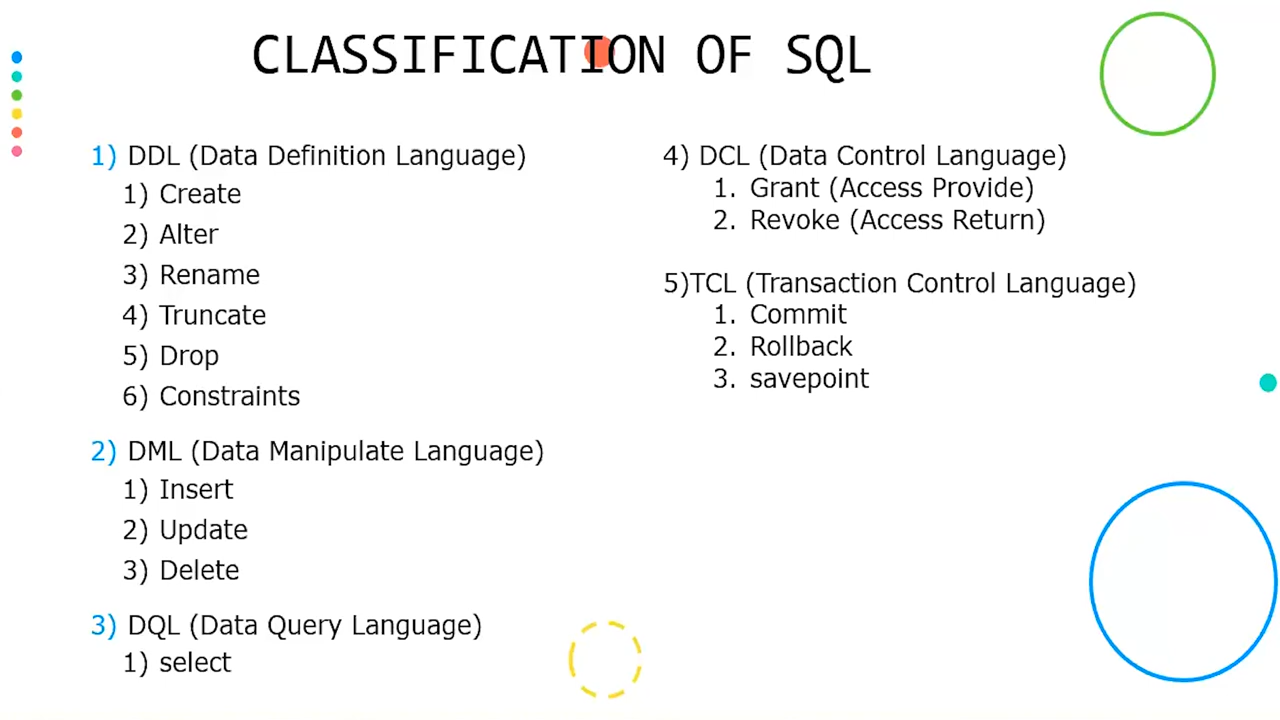 CLASSIFICATION OF SQL
1) DDL (Data Definition Language)
1) Create
2) Alter
3) Rename
4) Truncate
5) Drop
6) Constraints
2) DML (Data Manipulate Language)
1) Insert
2) Update
3) Delete
3) DQL (Data Query Language)
1) select
4) DCL (Data Control Language)
1. Grant (Access Provide)
2. Revoke (Access Return)
5)TCL (Transaction Control Language)
1. Commit
2. Rollback
3. savepoint